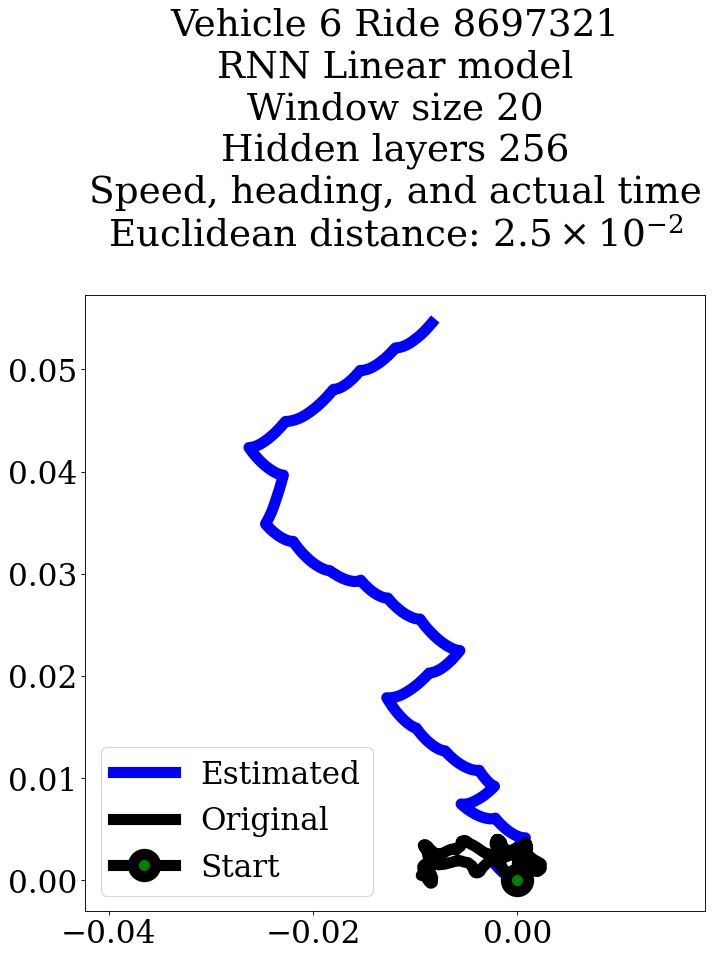 Vehicle 6 Ride 8697321
RNN Linear model
Window size 20
Hidden layers 256
Speed, heading, and actual time
Euclidean distance: 2.5 × 10⁻²
0.05
0.04
0.03
0.02
0.01
0.00
Estimated
Original
Start
−0.04
−0.02
0.00